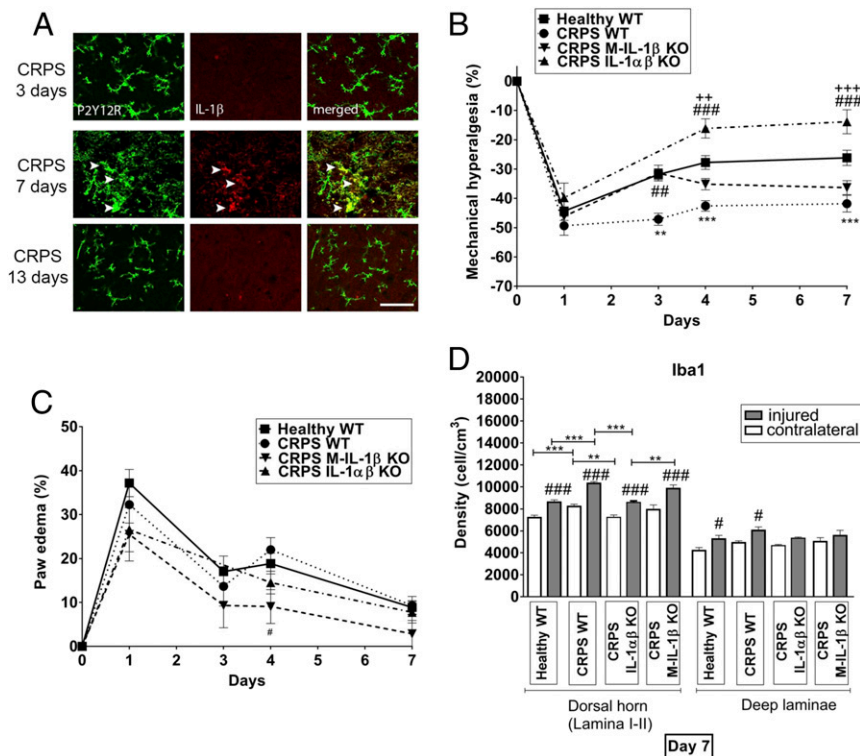 A
CRPS
3 days
P2Y12R
IL-1β
merged
CRPS
7 days
CRPS
13 days
B
Healthy WT
CRPS WT
CRPS M-IL-1β KO
CRPS IL-1αβ KO
Mechanical hyperalgesia (%)
0
-10
-20
-30
-40
-50
-60
-70
++
###
+++
###
##
**
***
***
0 1 2 3 4 5 6 7
Days
C
Healthy WT
CRPS WT
CRPS M-IL-1β KO
CRPS IL-1αβ KO
Paw edema (%)
50
40
30
20
10
0
#
0 1 2 3 4 5 6 7
Days
D
Iba1
injured
contralateral
Density (cell/cm³)
20000
18000
16000
14000
12000
10000
8000
6000
4000
2000
0
*** *** ** *** **
### ### ### ### # #
Healthy WT
CRPS WT
CRPS
IL-1αβ KO
CRPS
M-IL-1β KO
Healthy WT
CRPS WT
CRPS
IL-1αβ KO
CRPS
M-IL-1β KO
Dorsal horn
(Lamina I-II)
Deep laminae
Day 7